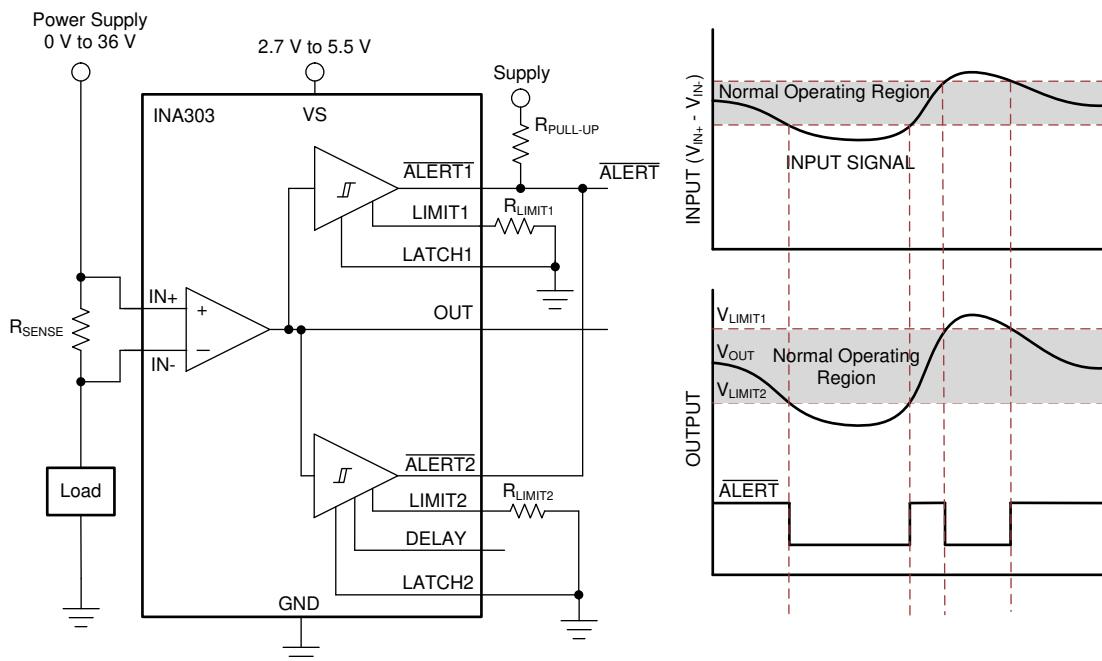 Power Supply
0 V to 36 V
2.7 V to 5.5 V
Supply
INA303
VS
R_PULL-UP
ALERT1
ALERT
LIMIT1
R_LIMIT1
LATCH1
IN+
R_SENSE
IN-
+
−
OUT
ALERT2
LIMIT2
R_LIMIT2
Load
DELAY
LATCH2
GND
INPUT (V_IN+ - V_IN-)
Normal Operating Region
INPUT SIGNAL
OUTPUT
V_LIMIT1
V_OUT
Normal Operating
Region
V_LIMIT2
ALERT